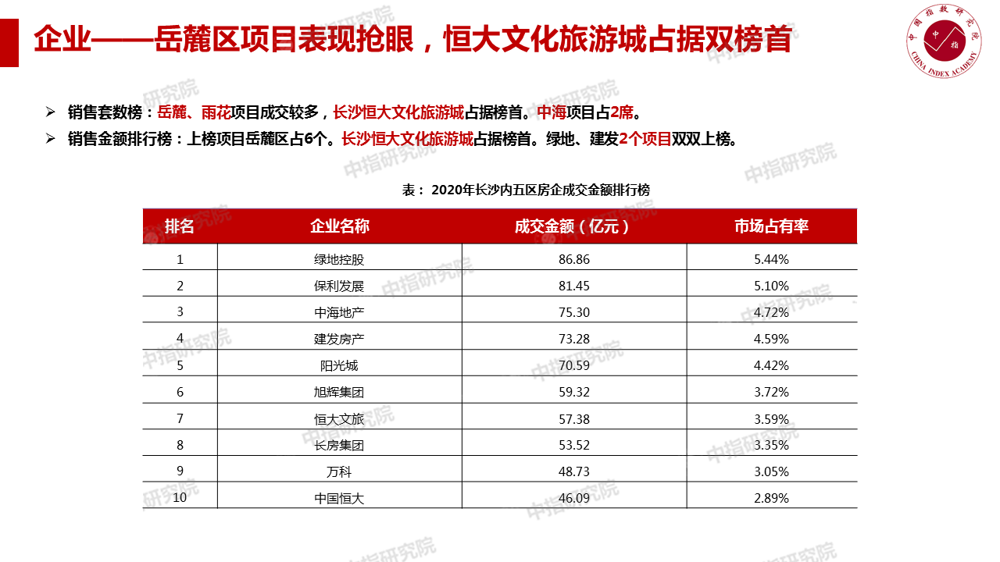 企业——岳麓区项目表现抢眼，恒大文化旅游城占据双榜首
中国指数研究院
中指
CHINA INDEX ACADEMY
➢ 销售套数榜：岳麓、雨花项目成交较多，长沙恒大文化旅游城占据榜首。中海项目占2席。
➢ 销售金额排行榜：上榜项目岳麓区占6个。长沙恒大文化旅游城占据榜首。绿地、建发2个项目双双上榜。
表： 2020年长沙内五区房企成交金额排行榜
排名 企业名称 成交金额（亿元） 市场占有率
1 绿地控股 86.86 5.44%
2 保利发展 81.45 5.10%
3 中海地产 75.30 4.72%
4 建发房产 73.28 4.59%
5 阳光城 70.59 4.42%
6 旭辉集团 59.32 3.72%
7 恒大文旅 57.38 3.59%
8 长房集团 53.52 3.35%
9 万科 48.73 3.05%
10 中国恒大 46.09 2.89%
中指研究院